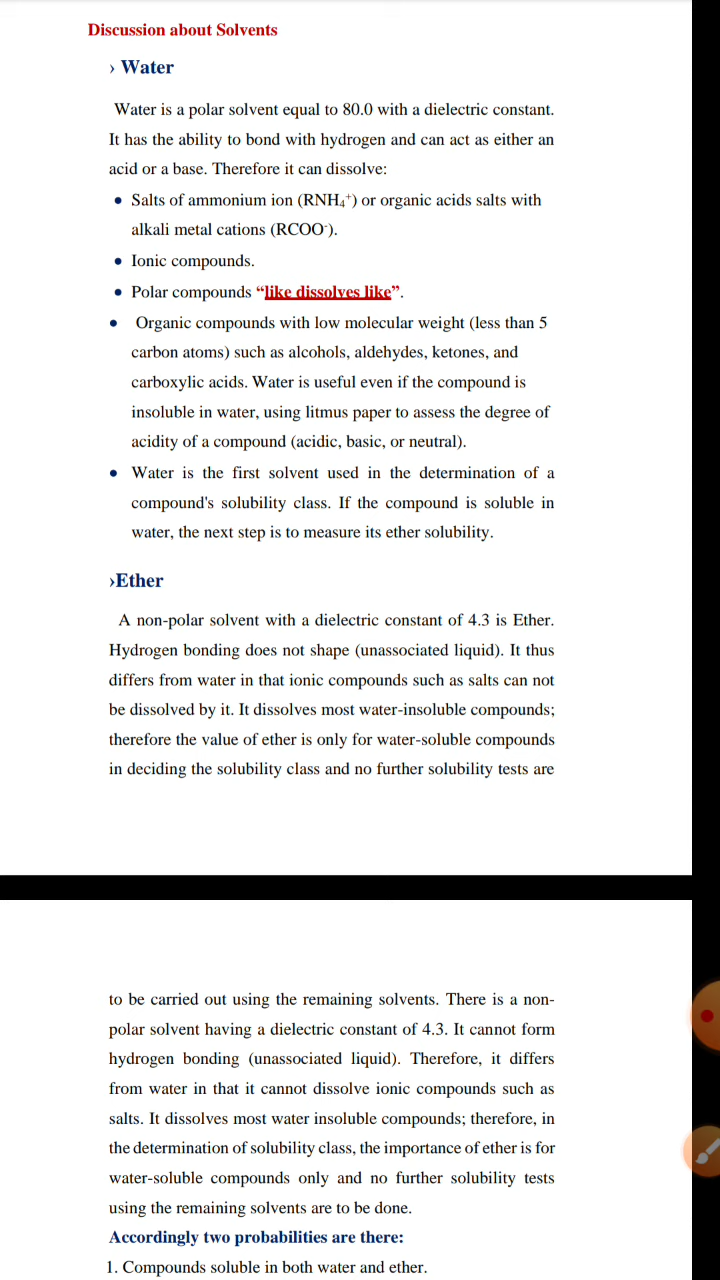 Discussion about Solvents
› Water
Water is a polar solvent equal to 80.0 with a dielectric constant.
It has the ability to bond with hydrogen and can act as either an
acid or a base. Therefore it can dissolve:
• Salts of ammonium ion (RNH₄⁺) or organic acids salts with
alkali metal cations (RCOO⁻).
• Ionic compounds.
• Polar compounds “like dissolves like”.
• Organic compounds with low molecular weight (less than 5
carbon atoms) such as alcohols, aldehydes, ketones, and
carboxylic acids. Water is useful even if the compound is
insoluble in water, using litmus paper to assess the degree of
acidity of a compound (acidic, basic, or neutral).
• Water is the first solvent used in the determination of a
compound's solubility class. If the compound is soluble in
water, the next step is to measure its ether solubility.
›Ether
A non-polar solvent with a dielectric constant of 4.3 is Ether.
Hydrogen bonding does not shape (unassociated liquid). It thus
differs from water in that ionic compounds such as salts can not
be dissolved by it. It dissolves most water-insoluble compounds;
therefore the value of ether is only for water-soluble compounds
in deciding the solubility class and no further solubility tests are
to be carried out using the remaining solvents. There is a non-
polar solvent having a dielectric constant of 4.3. It cannot form
hydrogen bonding (unassociated liquid). Therefore, it differs
from water in that it cannot dissolve ionic compounds such as
salts. It dissolves most water insoluble compounds; therefore, in
the determination of solubility class, the importance of ether is for
water-soluble compounds only and no further solubility tests
using the remaining solvents are to be done.
Accordingly two probabilities are there:
1. Compounds soluble in both water and ether.